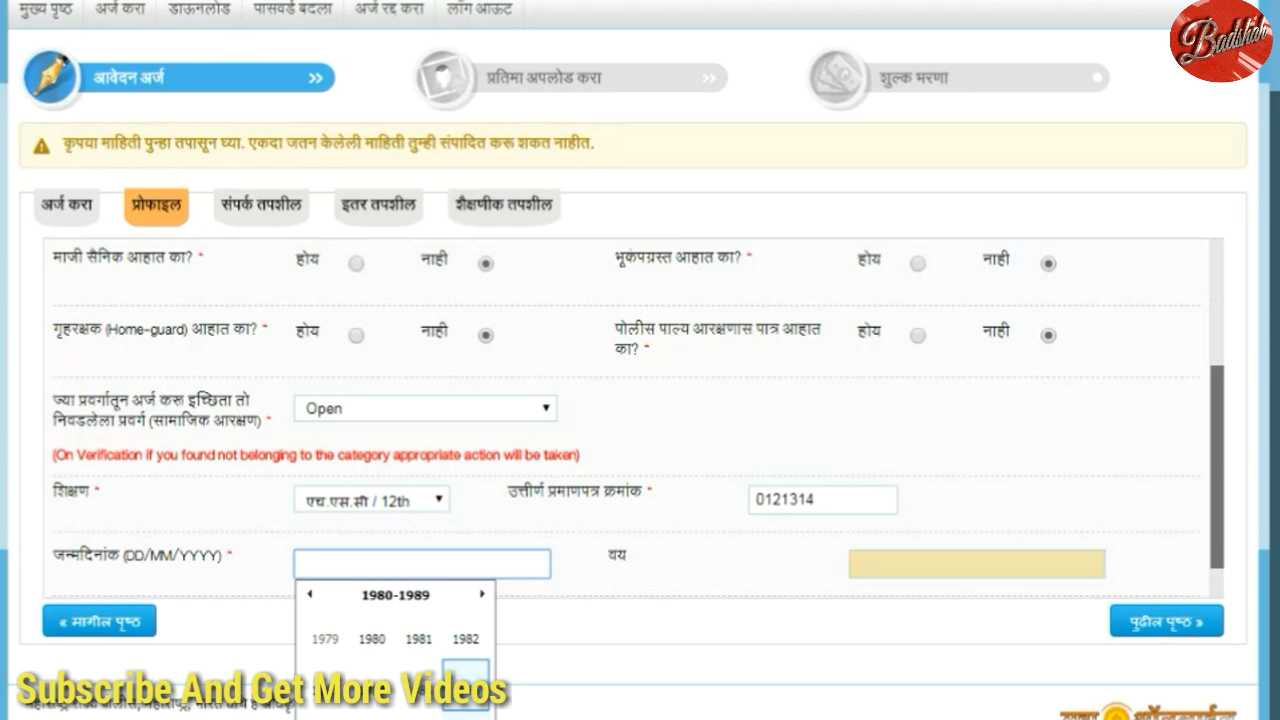 मुख्य पृष्ठ अर्ज करा डाऊनलोड पासवर्ड बदला अर्ज रद्द करा लॉग आऊट
Badshah
आवेदन अर्ज » प्रतिमा अपलोड करा » शुल्क भरणा
कृपया माहिती पुन्हा तपासून घ्या. एकदा जतन केलेली माहिती तुम्ही संपादित करू शकत नाहीत.
अर्ज करा प्रोफाइल संपर्क तपशील इतर तपशील शैक्षणीक तपशील
माजी सैनिक आहात का? * होय नाही भूकंपग्रस्त आहात का? * होय नाही
गृहरक्षक (Home-guard) आहात का? * होय नाही पोलीस पाल्य आरक्षणास पात्र आहात
का? *
ज्या प्रवर्गातून अर्ज करू इच्छिता तो
निवडलेला प्रवर्ग (सामाजिक आरक्षण) * Open
होय नाही
(On Verification if you found not belonging to the category appropriate action will be taken)
शिक्षण * एच.एस.सी / 12th उत्तीर्ण प्रमाणपत्र क्रमांक * 0121314
जन्मदिनांक (DD/MM/YYYY) * वय
1980-1989
1979 1980 1981 1982
« मागील पृष्ठ पुढील पृष्ठ »
Subscribe And Get More Videos